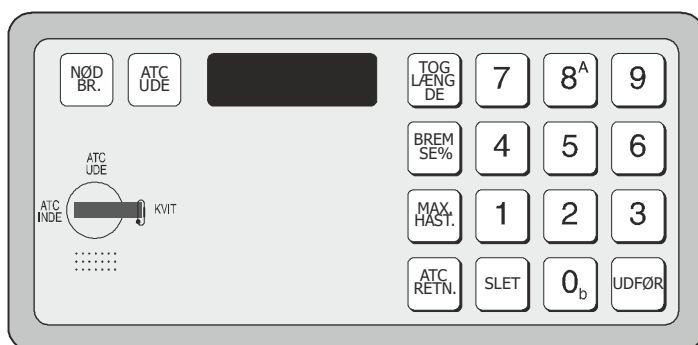 NØD
BR.
ATC
UDE
TOG
LÆNG
DE
7
8A
9
BREM
SE%
4
5
6
ATC
UDE
ATC
INDE
KVIT
MAX.
HAST.
1
2
3
ATC
RETN.
SLET
0b
UDFØR